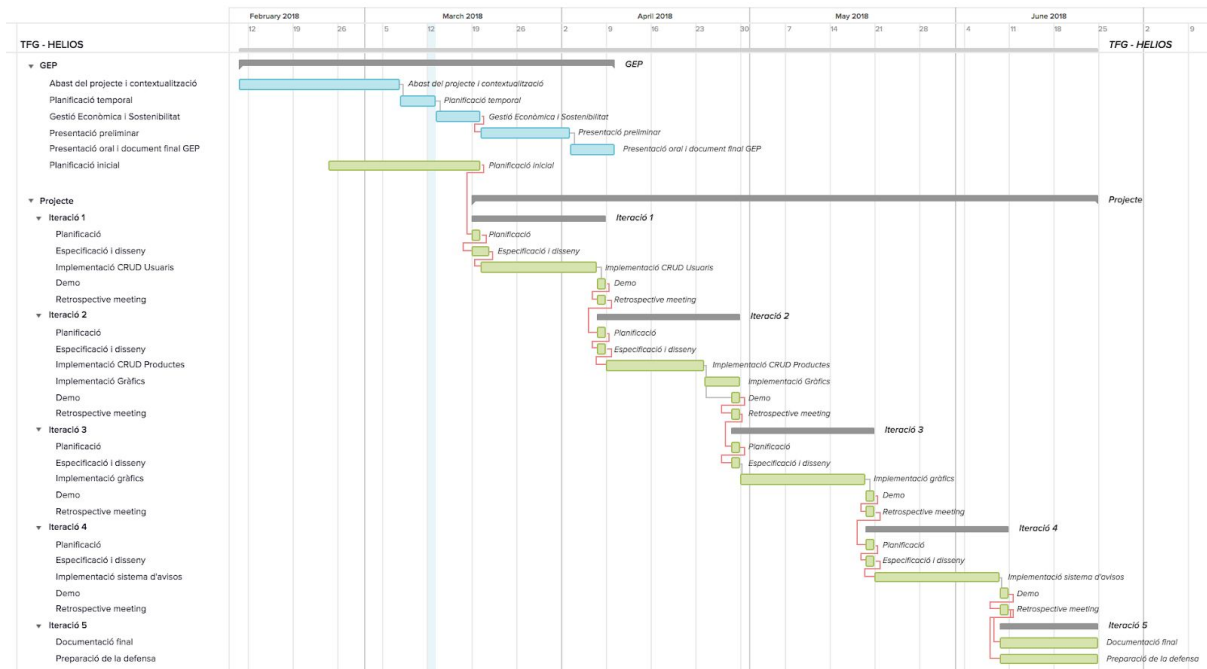 February 2018 March 2018 April 2018 May 2018 June 2018
12 19 26 5 12 19 26 2 9 16 23 30 7 14 21 28 4 11 18 25 2 9
TFG - HELIOS TFG - HELIOS
GEP GEP
Abast del projecte i contextualització Abast del projecte i contextualització
Planificació temporal Planificació temporal
Gestió Econòmica i Sostenibilitat Gestió Econòmica i Sostenibilitat
Presentació preliminar Presentació preliminar
Presentació oral i document final GEP Presentació oral i document final GEP
Planificació inicial Planificació inicial
Projecte Projecte
Iteració 1 Iteració 1
Planificació Planificació
Especificació i disseny Especificació i disseny
Implementació CRUD Usuaris Implementació CRUD Usuaris
Demo Demo
Retrospective meeting Retrospective meeting
Iteració 2 Iteració 2
Planificació Planificació
Especificació i disseny Especificació i disseny
Implementació CRUD Productes Implementació CRUD Productes
Implementació Gràfics Implementació Gràfics
Demo Demo
Retrospective meeting Retrospective meeting
Iteració 3 Iteració 3
Planificació Planificació
Especificació i disseny Especificació i disseny
Implementació gràfics Implementació gràfics
Demo Demo
Retrospective meeting Retrospective meeting
Iteració 4 Iteració 4
Planificació Planificació
Especificació i disseny Especificació i disseny
Implementació sistema d'avisos Implementació sistema d'avisos
Demo Demo
Retrospective meeting Retrospective meeting
Iteració 5 Iteració 5
Documentació final Documentació final
Preparació de la defensa Preparació de la defensa